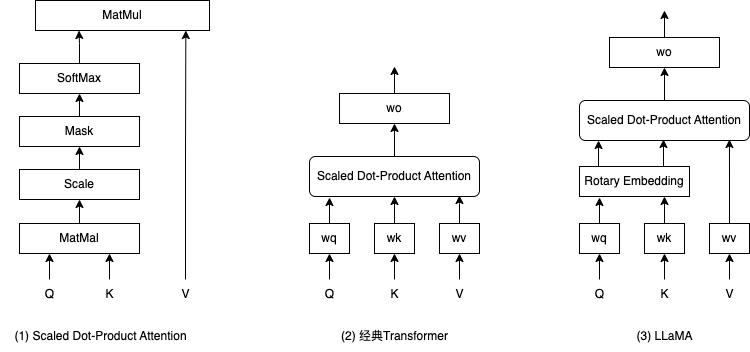 MatMul
SoftMax
Mask
Scale
MatMal
Q
K
V
(1) Scaled Dot-Product Attention
wo
Scaled Dot-Product Attention
wq
wk
wv
Q
K
V
(2) 经典Transformer
wo
Scaled Dot-Product Attention
Rotary Embedding
wq
wk
wv
Q
K
V
(3) LLaMA